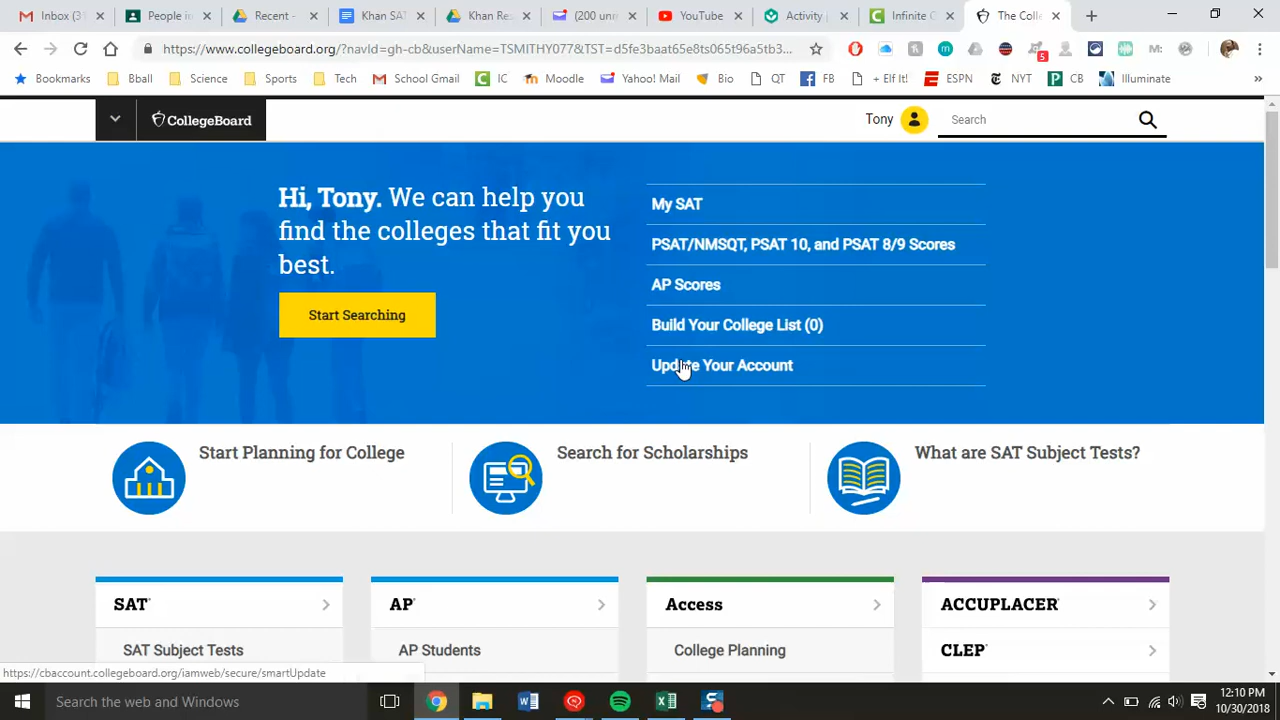 Inbox (3
People in
Recent -
Khan SAT
Khan Res
(200 unr
YouTube
Activity
Infinite C
The Colle
https://www.collegeboard.org/?navId=gh-cb&userName=TSMITHY077&TST=d5fe3baat65e8ts065t96a5tb3...
Bookmarks Bball Science Sports Tech School Gmail IC Moodle Yahoo! Mail Bio QT FB + Elf It! ESPN NYT CB Illuminate »
CollegeBoard
Tony
Search
Hi, Tony. We can help you
find the colleges that fit you
best.
Start Searching
My SAT
PSAT/NMSQT, PSAT 10, and PSAT 8/9 Scores
AP Scores
Build Your College List (0)
Update Your Account
Start Planning for College
Search for Scholarships
What are SAT Subject Tests?
SAT®
AP®
Access
ACCUPLACER®
SAT Subject Tests
AP Students
College Planning
CLEP®
https://cbaccount.collegeboard.org/iamweb/secure/smartUpdate
Search the web and Windows
12:10 PM
10/30/2018